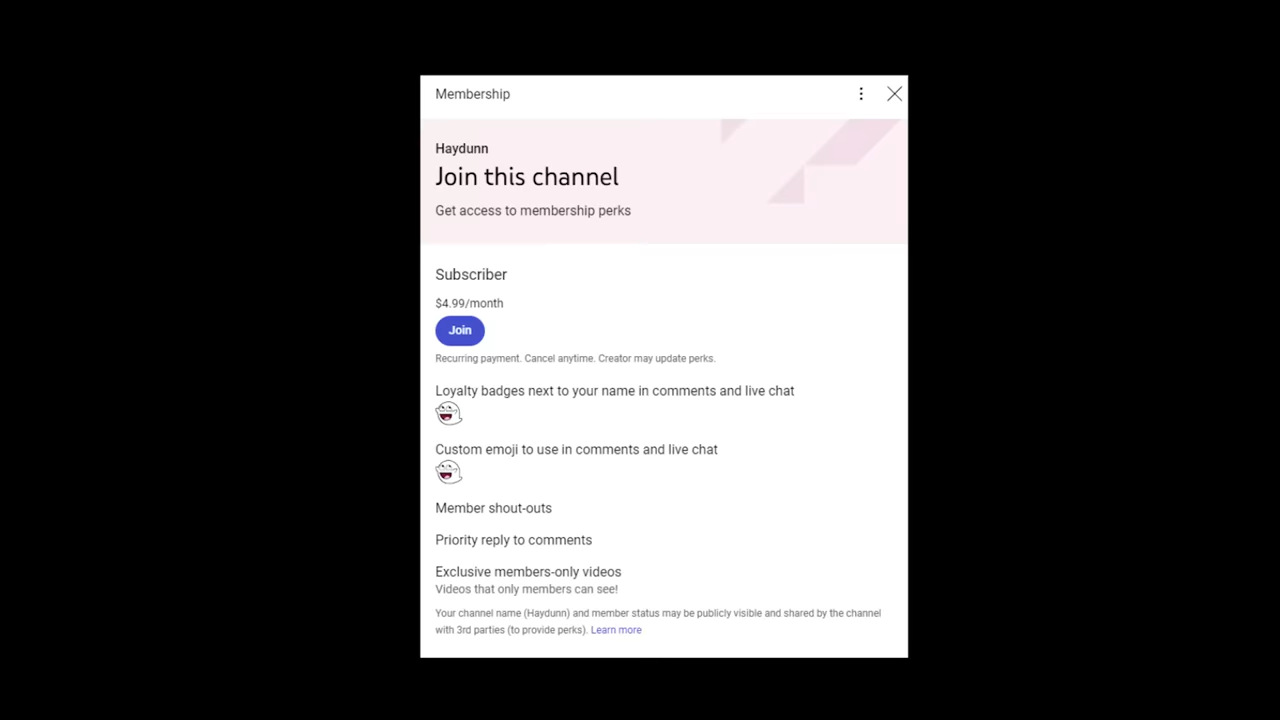 Membership
Haydunn
Join this channel
Get access to membership perks
Subscriber
$4.99/month
Join
Recurring payment. Cancel anytime. Creator may update perks.
Loyalty badges next to your name in comments and live chat
Custom emoji to use in comments and live chat
Member shout-outs
Priority reply to comments
Exclusive members-only videos
Videos that only members can see!
Your channel name (Haydunn) and member status may be publicly visible and shared by the channel
with 3rd parties (to provide perks). Learn more